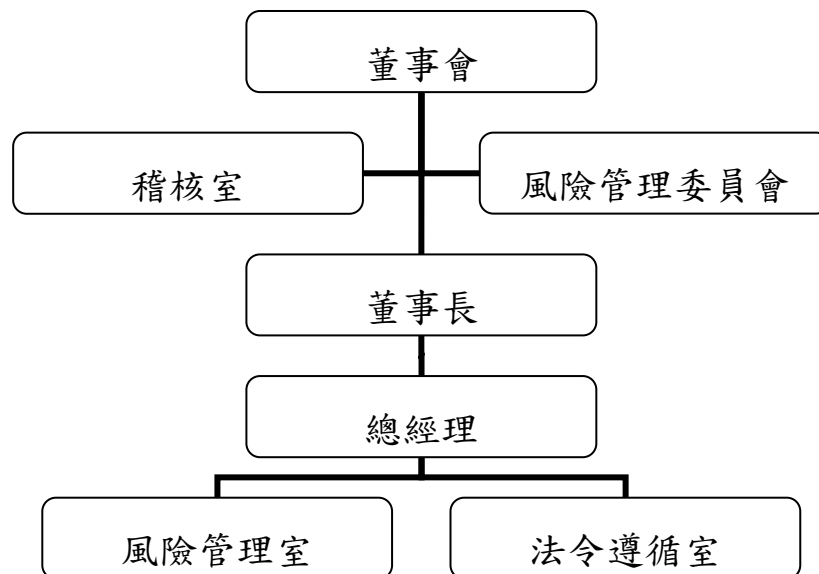 董事會
稽核室
風險管理委員會
董事長
總經理
風險管理室
法令遵循室